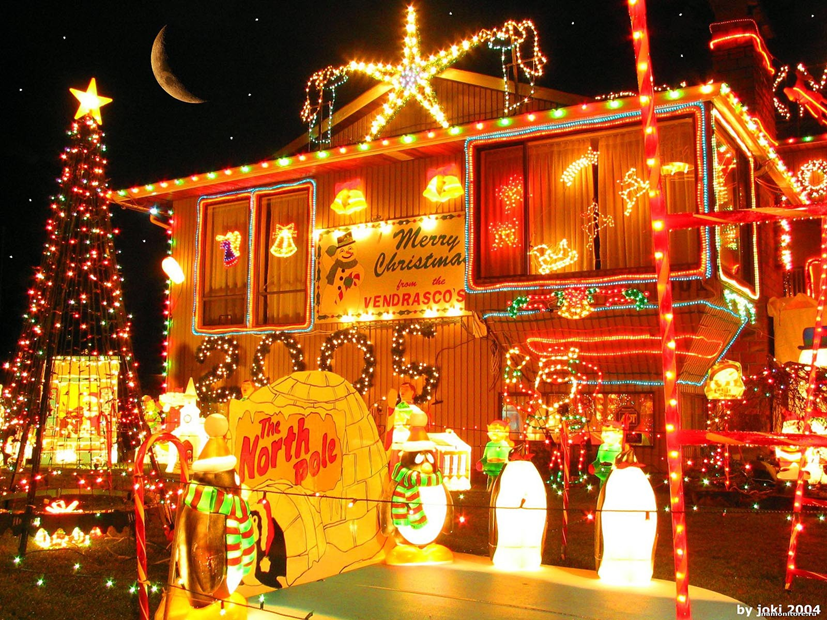 Merry
Christmas
from the
VENDRASCO'S
2005
The
North
pole
by joki 2004